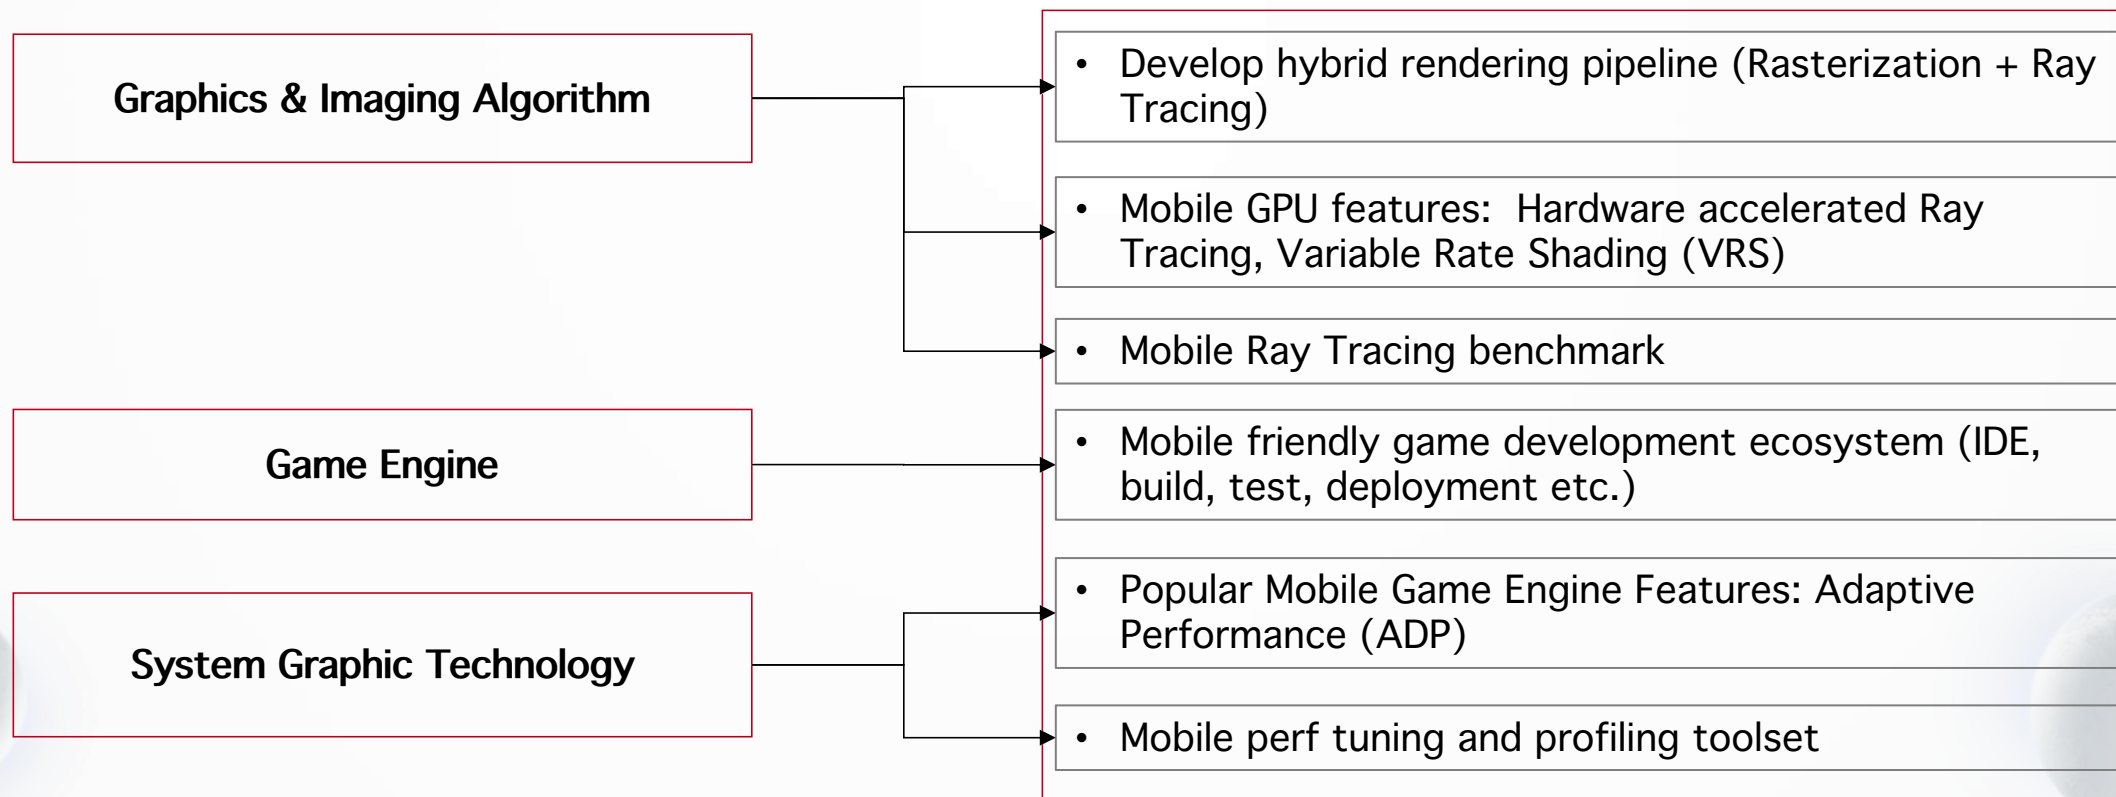 Graphics & Imaging Algorithm
• Develop hybrid rendering pipeline (Rasterization + Ray
Tracing)
• Mobile GPU features:  Hardware accelerated Ray
Tracing, Variable Rate Shading (VRS)
• Mobile Ray Tracing benchmark
Game Engine
• Mobile friendly game development ecosystem (IDE,
build, test, deployment etc.)
System Graphic Technology
• Popular Mobile Game Engine Features: Adaptive
Performance (ADP)
• Mobile perf tuning and profiling toolset